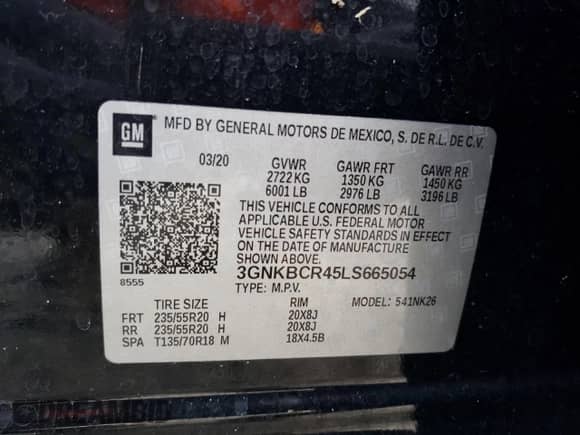 GM MFD BY GENERAL MOTORS DE MEXICO, S. DE R.L. DE C.V.
03/20 GVWR GAWR FRT GAWR RR
2722 KG 1350 KG 1450 KG
6001 LB 2976 LB 3196 LB
THIS VEHICLE CONFORMS TO ALL
APPLICABLE U.S. FEDERAL MOTOR
VEHICLE SAFETY STANDARDS IN EFFECT
ON THE DATE OF MANUFACTURE
SHOWN ABOVE.
3GNKBCR45LS665054
8555 TYPE: M.P.V. MODEL: 541NK26
TIRE SIZE RIM
FRT 235/55R20 H 20X8J
RR 235/55R20 H 20X8J
SPA T135/70R18 M 18X4.5B